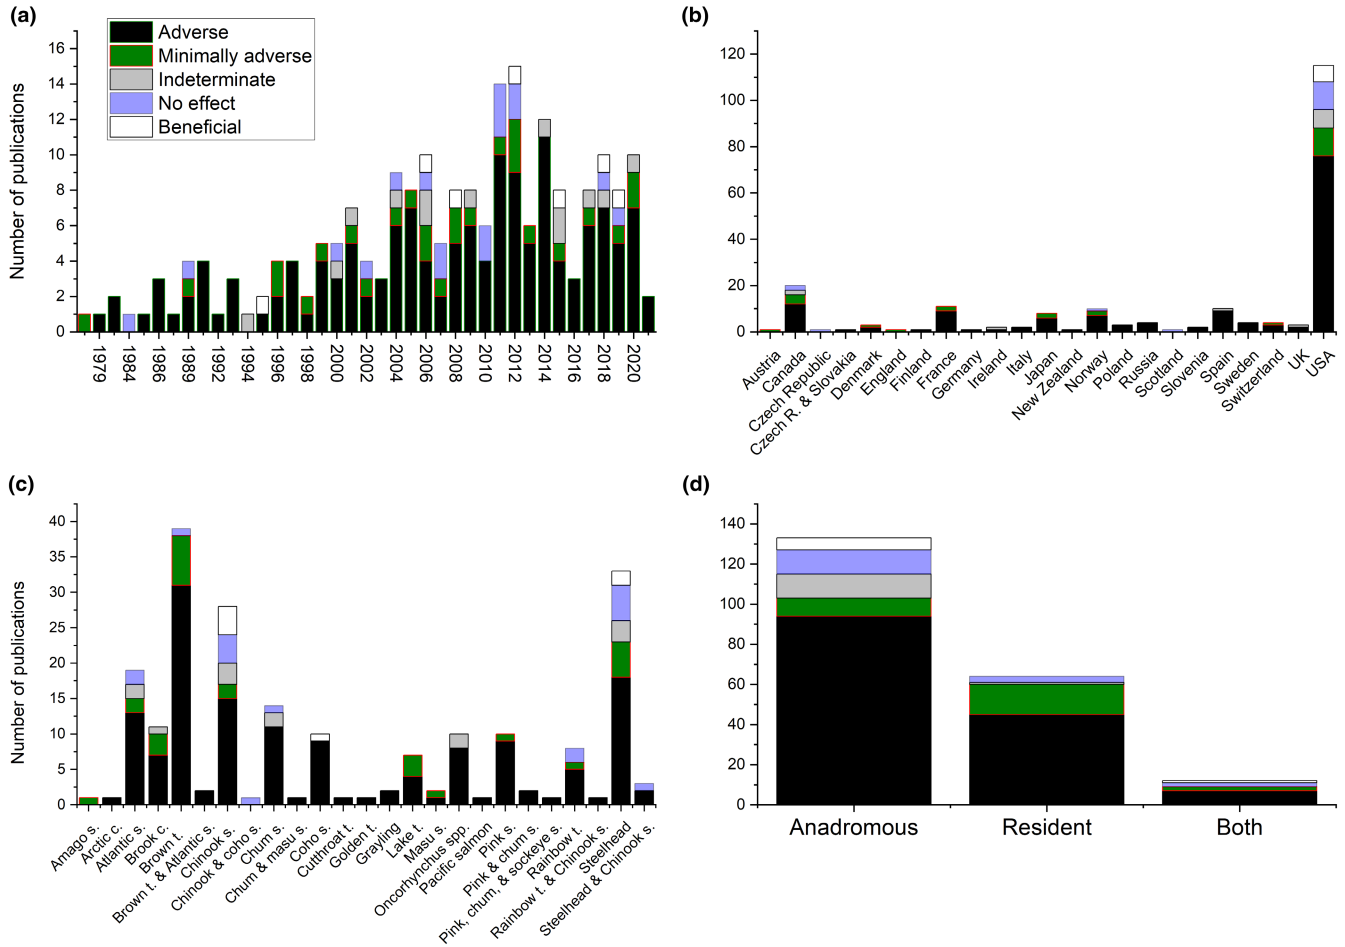 (a)
Adverse
Minimally adverse
Indeterminate
No effect
Beneficial
Number of publications
16
14
12
10
8
6
4
2
0
1979 1984 1986 1989 1992 1994 1996 1998 2000 2002 2004 2006 2008 2010 2012 2014 2016 2018 2020
(b)
120
100
80
60
40
20
0
Austria
Canada
Czech Republic
Czech R. & Slovakia
Denmark
England
Finland
France
Germany
Ireland
Italy
Japan
New Zealand
Norway
Poland
Russia
Scotland
Slovenia
Spain
Sweden
Switzerland
UK
USA
(c)
Number of publications
40
35
30
25
20
15
10
5
0
Amago s.
Arctic c.
Atlantic s.
Brook c.
Brown t.
Brown t. & Atlantic s.
Chinook s.
Chinook & coho s.
Chum s.
Chum & masu s.
Coho s.
Cutthroat t.
Golden t.
Grayling
Lake t.
Masu s.
Oncorhynchus spp.
Pacific salmon
Pink s.
Pink & chum s.
Pink, chum, & sockeye s.
Rainbow t.
Rainbow t. & Chinook s.
Steelhead
Steelhead & Chinook s.
(d)
140
120
100
80
60
40
20
0
Anadromous Resident Both